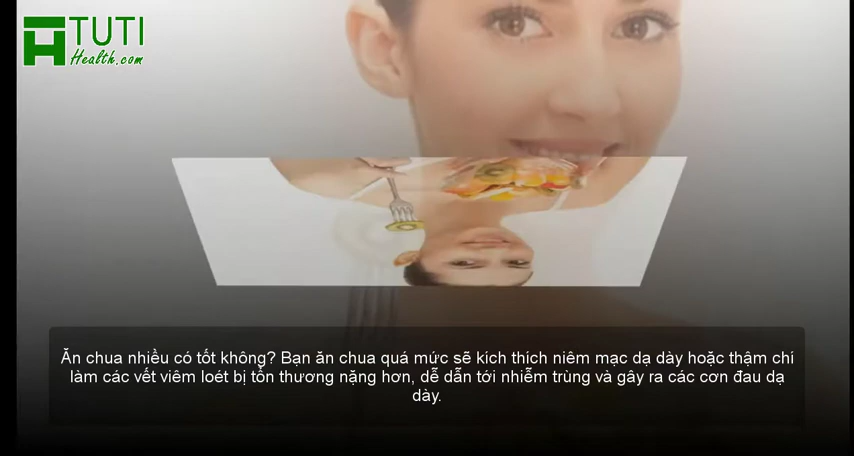 TUTI
Health.com
Ăn chua nhiều có tốt không? Bạn ăn chua quá mức sẽ kích thích niêm mạc dạ dày hoặc thậm chí
làm các vết viêm loét bị tổn thương nặng hơn, dễ dẫn tới nhiễm trùng và gây ra các cơn đau dạ
dày.